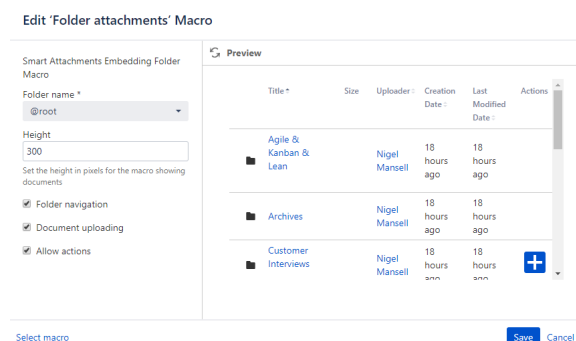 Edit ‘Folder attachments’ Macro
Smart Attachments Embedding Folder
Macro
Folder name *
@root
Height
300
Set the height in pixels for the macro showing
documents
Folder navigation
Document uploading
Allow actions
Preview
Title Size Uploader Creation Last Actions
Date Modified
Date
Agile &
Kanban &
Lean
Nigel
Mansell
18
hours
ago
18
hours
ago
Archives
Nigel
Mansell
18
hours
ago
18
hours
ago
Customer
Interviews
Nigel
Mansell
18
hours
ago
18
hours
ago
Select macro
Save Cancel